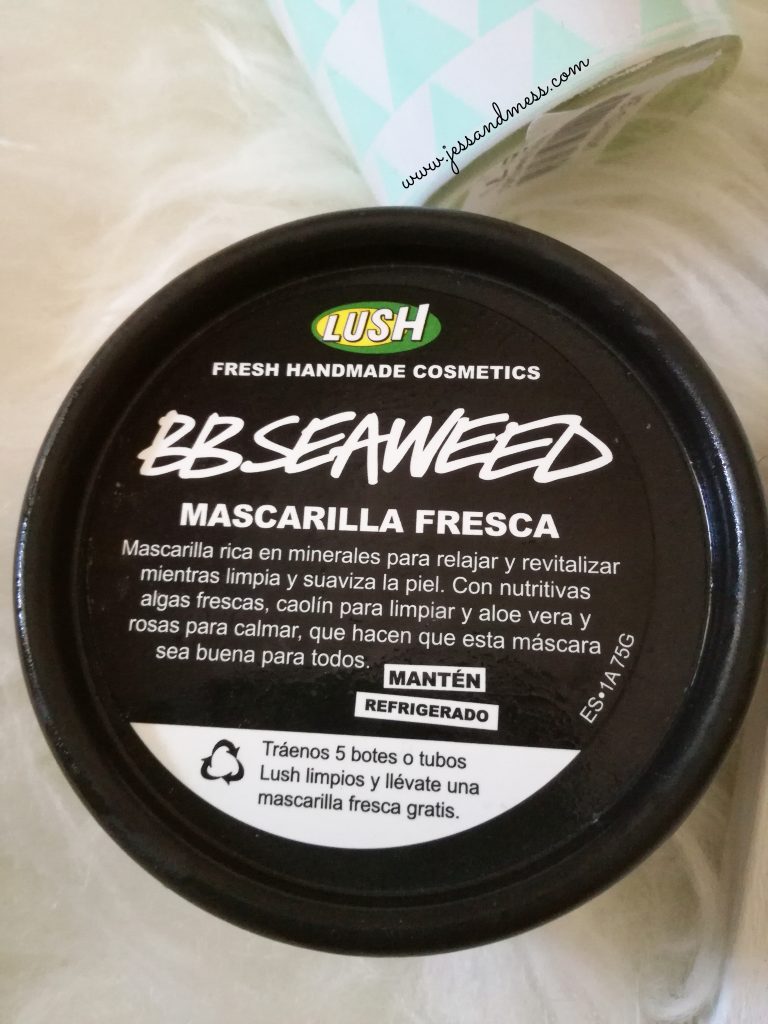 www.jessandmess.com
LUSH
FRESH HANDMADE COSMETICS
BB SEAWEED
MASCARILLA FRESCA
Mascarilla rica en minerales para relajar y revitalizar
mientras limpia y suaviza la piel. Con nutritivas
algas frescas, caolín para limpiar y aloe vera y
rosas para calmar, que hacen que esta máscara
sea buena para todos.
MANTÉN
REFRIGERADO
ES•1A 75G
Tráenos 5 botes o tubos
Lush limpios y llévate una
mascarilla fresca gratis.